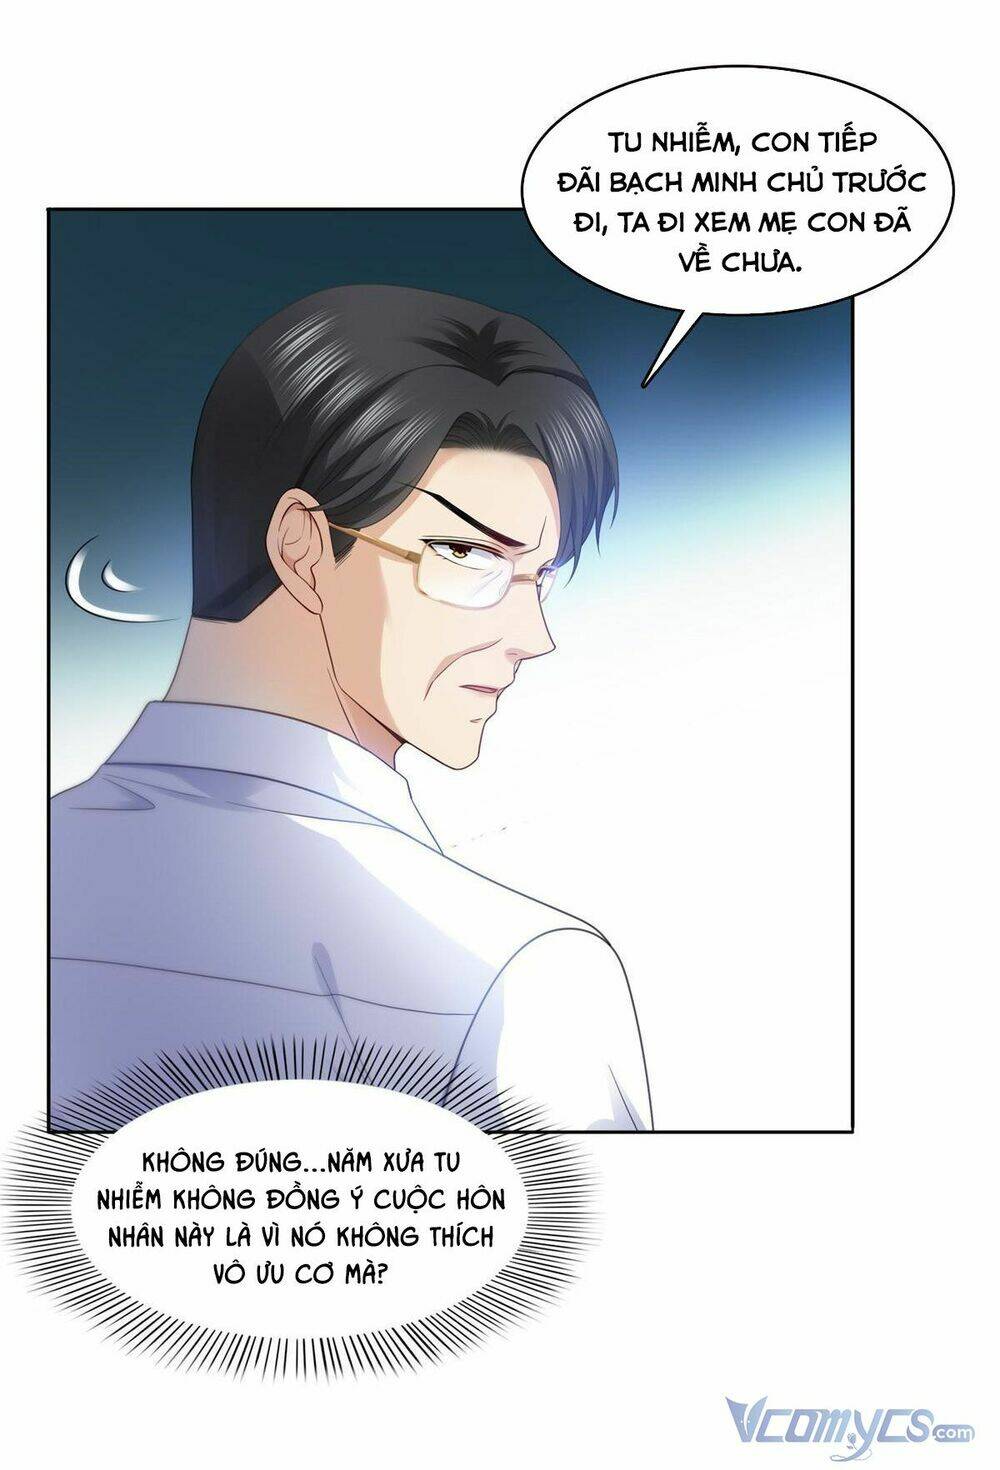 TU NHIỄM, CON TIẾP
ĐÃI BẠCH MINH CHỦ TRƯỚC
ĐI, TA ĐI XEM MẸ CON ĐÃ
VỀ CHƯA.
KHÔNG ĐÚNG...NĂM XƯA TU
NHIỄM KHÔNG ĐỒNG Ý CUỘC HÔN
NHÂN NÀY LÀ VÌ NÓ KHÔNG THÍCH
VÔ ƯU CƠ MÀ?
VCOMYCS.com